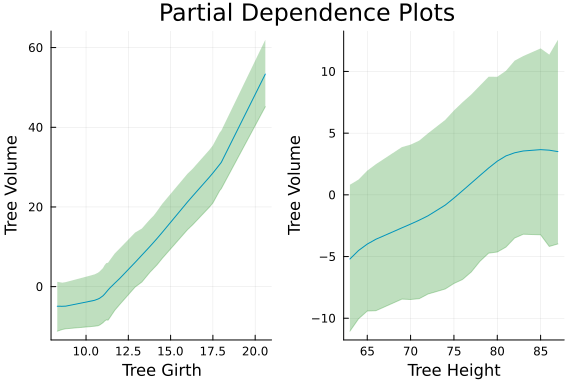 Partial Dependence Plots
Tree Volume
60
40
20
0
10.0 12.5 15.0 17.5 20.0
Tree Girth
Tree Volume
10
5
0
−5
−10
65 70 75 80 85
Tree Height